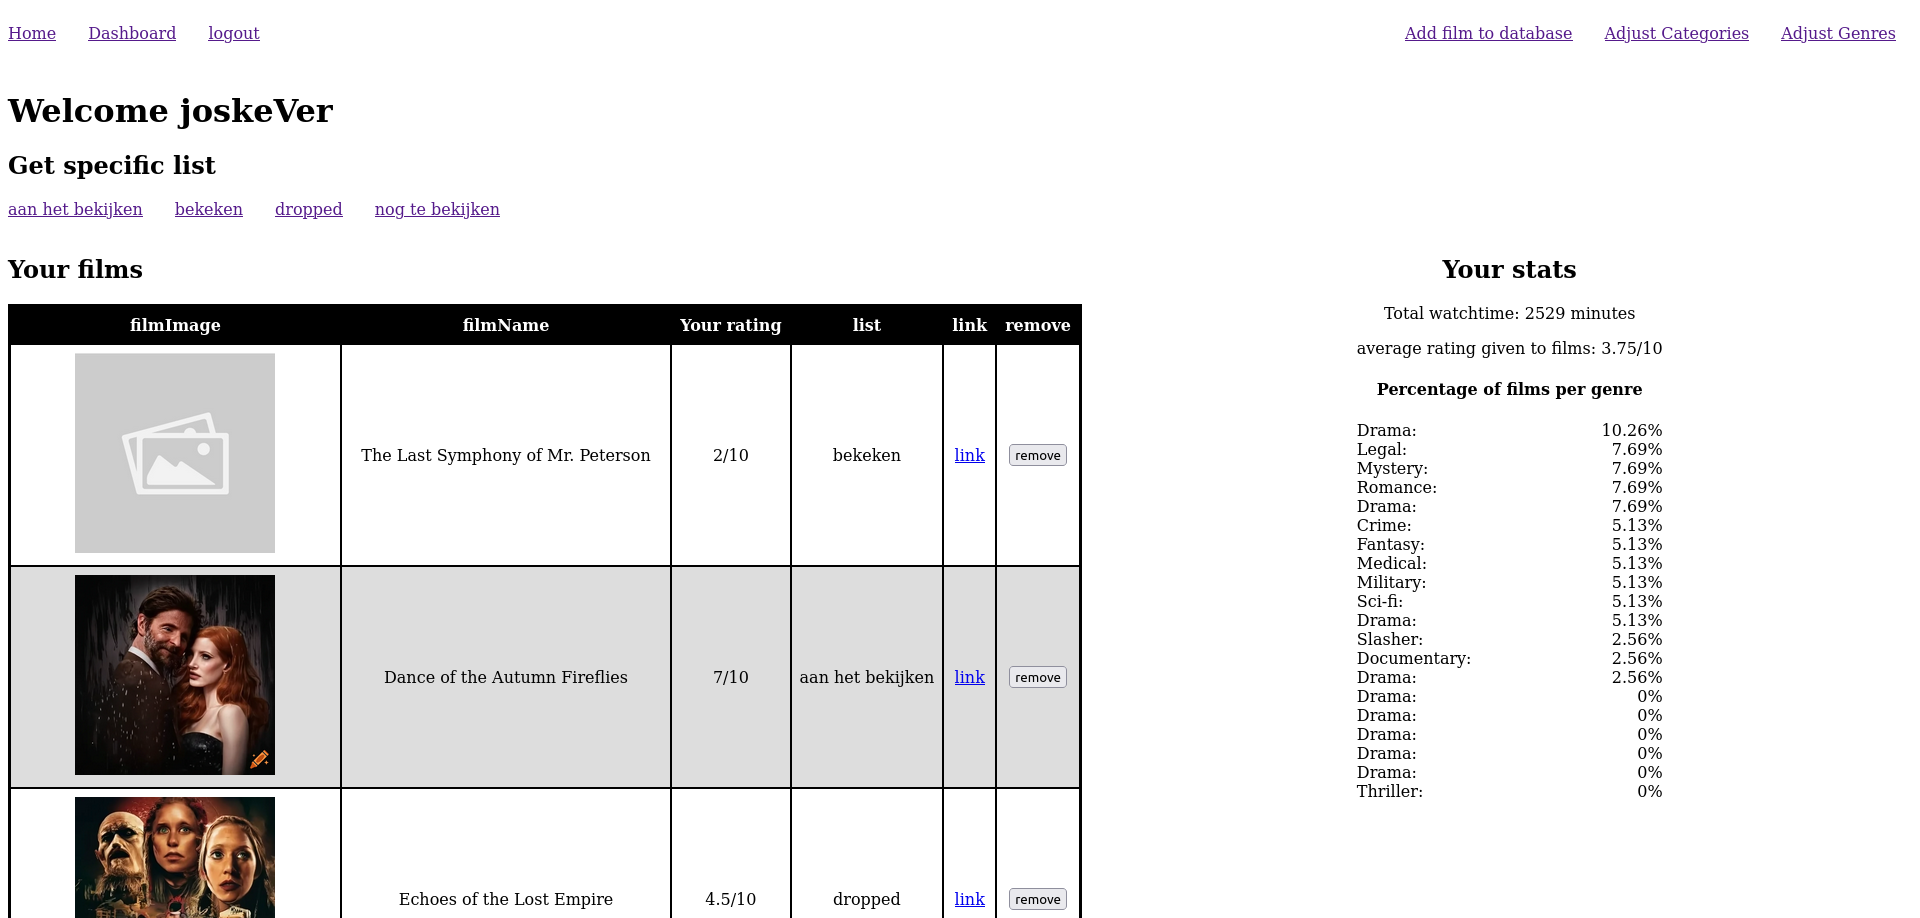 Home Dashboard logout Add film to database Adjust Categories Adjust Genres
Welcome joskeVer
Get specific list
aan het bekijken bekeken dropped nog te bekijken
Your films
filmImage filmName Your rating list link remove
The Last Symphony of Mr. Peterson 2/10 bekeken link remove
Dance of the Autumn Fireflies 7/10 aan het bekijken link remove
Echoes of the Lost Empire 4.5/10 dropped link remove
Your stats
Total watchtime: 2529 minutes
average rating given to films: 3.75/10
Percentage of films per genre
Drama: 10.26%
Legal: 7.69%
Mystery: 7.69%
Romance: 7.69%
Drama: 7.69%
Crime: 5.13%
Fantasy: 5.13%
Medical: 5.13%
Military: 5.13%
Sci-fi: 5.13%
Drama: 5.13%
Slasher: 2.56%
Documentary: 2.56%
Drama: 2.56%
Drama: 0%
Drama: 0%
Drama: 0%
Drama: 0%
Drama: 0%
Thriller: 0%